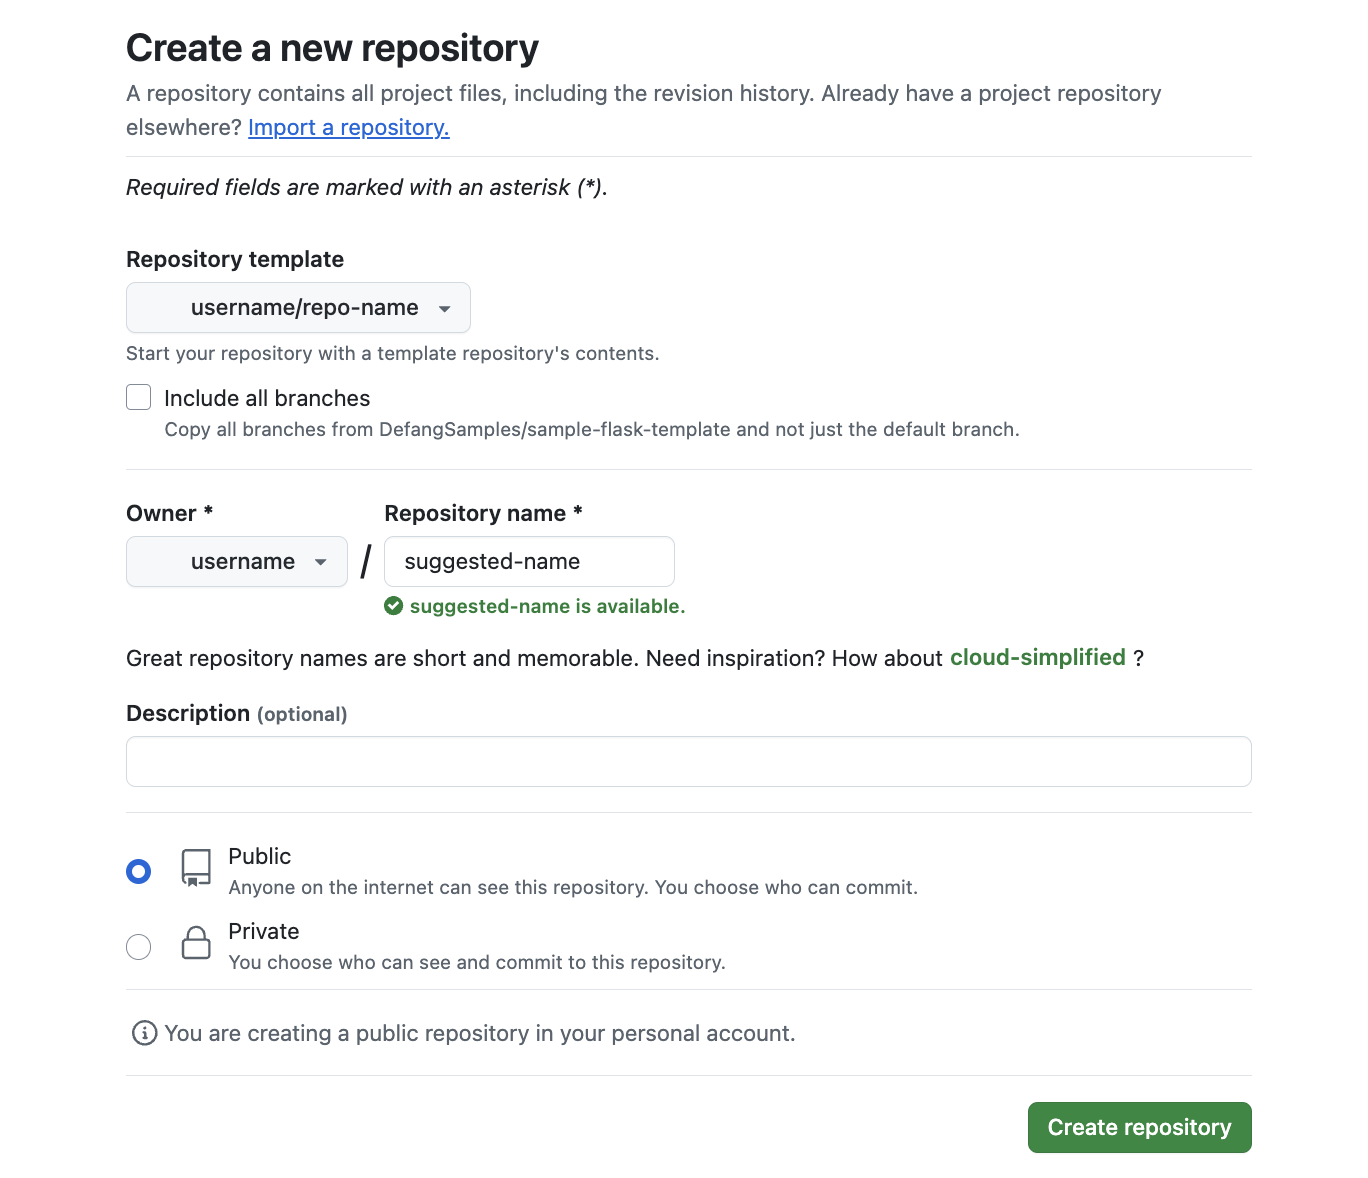 Create a new repository
A repository contains all project files, including the revision history. Already have a project repository
elsewhere? Import a repository.
Required fields are marked with an asterisk (*).
Repository template
username/repo-name
Start your repository with a template repository's contents.
Include all branches
Copy all branches from DefangSamples/sample-flask-template and not just the default branch.
Owner * Repository name *
username / suggested-name
suggested-name is available.
Great repository names are short and memorable. Need inspiration? How about cloud-simplified ?
Description (optional)
Public
Anyone on the internet can see this repository. You choose who can commit.
Private
You choose who can see and commit to this repository.
You are creating a public repository in your personal account.
Create repository